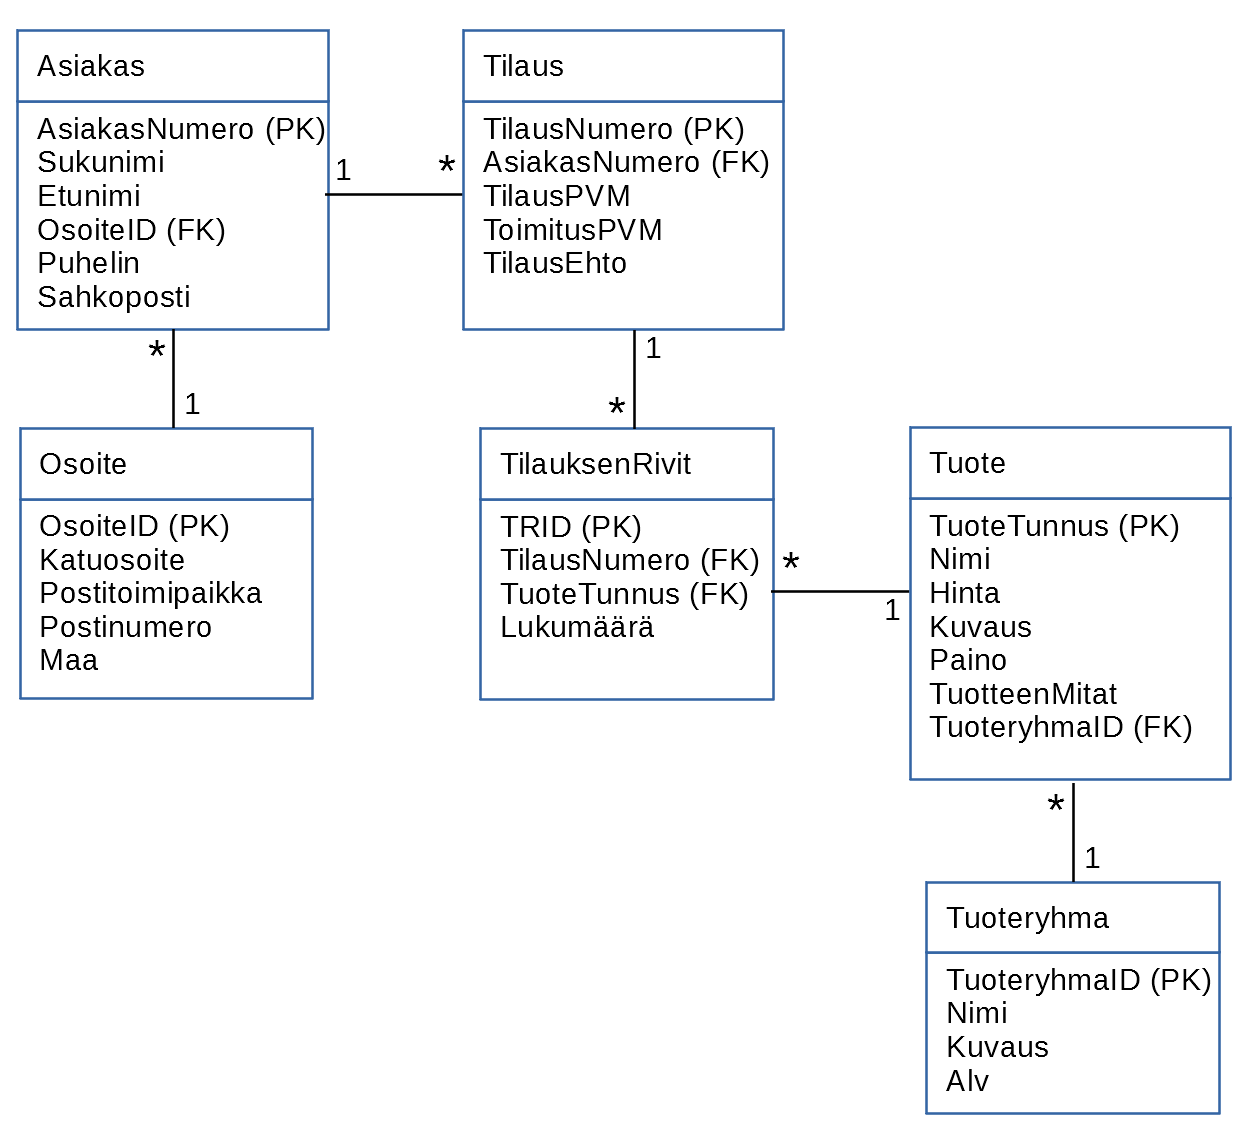 Asiakas
AsiakasNumero (PK)
Sukunimi
Etunimi
OsoiteID (FK)
Puhelin
Sahkoposti
1
*
Tilaus
TilausNumero (PK)
AsiakasNumero (FK)
TilausPVM
ToimitusPVM
TilausEhto
*
1
1
*
Osoite
OsoiteID (PK)
Katuosoite
Postitoimipaikka
Postinumero
Maa
TilauksenRivit
TRID (PK)
TilausNumero (FK)
TuoteTunnus (FK)
Lukumäärä
*
1
Tuote
TuoteTunnus (PK)
Nimi
Hinta
Kuvaus
Paino
TuotteenMitat
TuoteryhmaID (FK)
*
1
Tuoteryhma
TuoteryhmaID (PK)
Nimi
Kuvaus
Alv